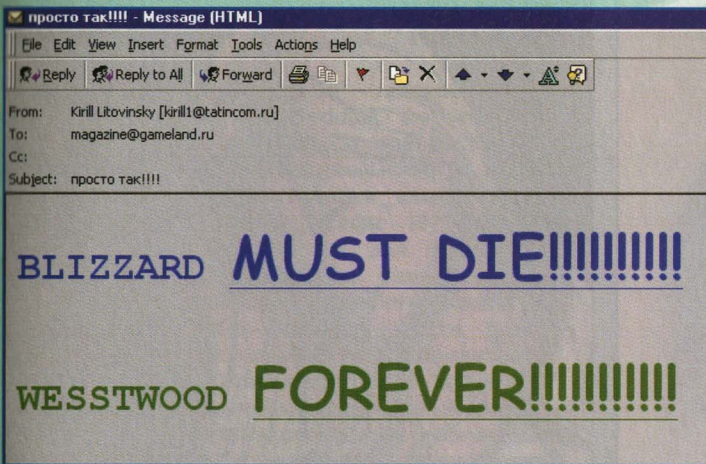 просто так!!!! - Message (HTML)
File Edit View Insert Format Tools Actions Help
Reply Reply to All Forward
From: Kirill Litovinsky [kirill1@tatincom.ru]
To: magazine@gameland.ru
Cc:
Subject: просто так!!!!
BLIZZARD MUST DIE!!!!!!!!!!
WESSTWOOD FOREVER!!!!!!!!!!!